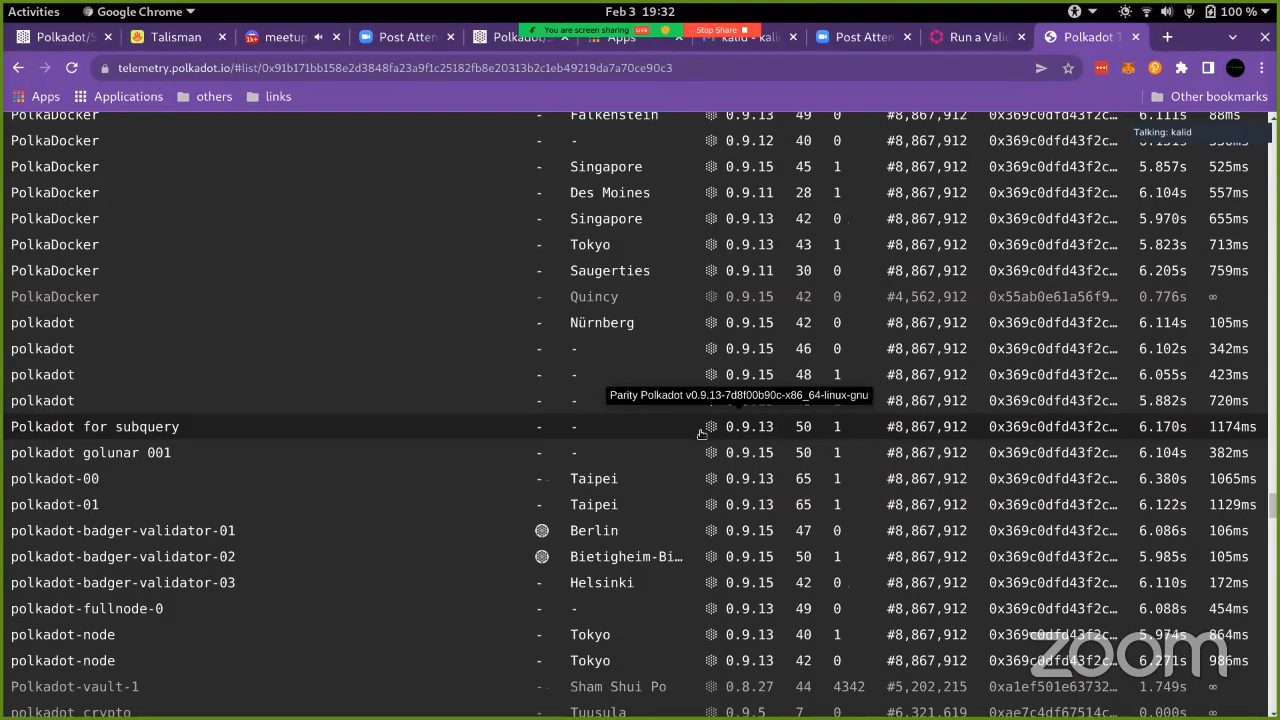 Activities Google Chrome Feb 3 19:32 100 %
You are screen sharing LIVE Stop Share
Polkadot/S Talisman meetup Post Atten Polkadot/ Apps kalid - kali Post Atten Run a Valid Polkadot T
telemetry.polkadot.io/#list/0x91b171bb158e2d3848fa23a9f1c25182fb8e20313b2c1eb49219da7a70ce90c3
Apps Applications others links Other bookmarks
PolkaDocker - Falkenstein 0.9.13 49 0 #8,867,912 0x369c0dfd43f2c… 6.111s 88ms
Talking: kalid
PolkaDocker - - 0.9.12 40 0 #8,867,912 0x369c0dfd43f2c…
PolkaDocker - Singapore 0.9.15 45 1 #8,867,912 0x369c0dfd43f2c… 5.857s 525ms
PolkaDocker - Des Moines 0.9.11 28 1 #8,867,912 0x369c0dfd43f2c… 6.104s 557ms
PolkaDocker - Singapore 0.9.13 42 0 #8,867,912 0x369c0dfd43f2c… 5.970s 655ms
PolkaDocker - Tokyo 0.9.13 43 1 #8,867,912 0x369c0dfd43f2c… 5.823s 713ms
PolkaDocker - Saugerties 0.9.11 30 0 #8,867,912 0x369c0dfd43f2c… 6.205s 759ms
PolkaDocker - Quincy 0.9.15 42 0 #4,562,912 0x55ab0e61a56f9… 0.776s ∞
polkadot - Nürnberg 0.9.15 42 0 #8,867,912 0x369c0dfd43f2c… 6.114s 105ms
polkadot - - 0.9.15 46 0 #8,867,912 0x369c0dfd43f2c… 6.102s 342ms
polkadot - - 0.9.15 48 1 #8,867,912 0x369c0dfd43f2c… 6.055s 423ms
Parity Polkadot v0.9.13-7d8f00b90c-x86_64-linux-gnu
polkadot - - #8,867,912 0x369c0dfd43f2c… 5.882s 720ms
Polkadot for subquery - - 0.9.13 50 1 #8,867,912 0x369c0dfd43f2c… 6.170s 1174ms
polkadot golunar 001 - - 0.9.15 50 1 #8,867,912 0x369c0dfd43f2c… 6.104s 382ms
polkadot-00 - Taipei 0.9.13 65 1 #8,867,912 0x369c0dfd43f2c… 6.380s 1065ms
polkadot-01 - Taipei 0.9.13 65 1 #8,867,912 0x369c0dfd43f2c… 6.122s 1129ms
polkadot-badger-validator-01 Berlin 0.9.15 47 0 #8,867,912 0x369c0dfd43f2c… 6.086s 106ms
polkadot-badger-validator-02 Bietigheim-Bi… 0.9.15 50 1 #8,867,912 0x369c0dfd43f2c… 5.985s 105ms
polkadot-badger-validator-03 - Helsinki 0.9.15 42 0 #8,867,912 0x369c0dfd43f2c… 6.110s 172ms
polkadot-fullnode-0 - - 0.9.13 49 0 #8,867,912 0x369c0dfd43f2c… 6.088s 454ms
polkadot-node - Tokyo 0.9.13 40 1 #8,867,912 0x369c0dfd43f2c… 5.974s 864ms
polkadot-node - Tokyo 0.9.13 42 0 #8,867,912 0x369c0dfd43f2c… 6.271s 986ms
zoom
Polkadot-vault-1 - Sham Shui Po 0.8.27 44 4342 #5,202,215 0xa1ef501e63732… 1.749s ∞
polkadot_crypto - Tuusula 0.9.5 7 0 #6,321,619 0xae7c4df67514c… 0.000s ∞